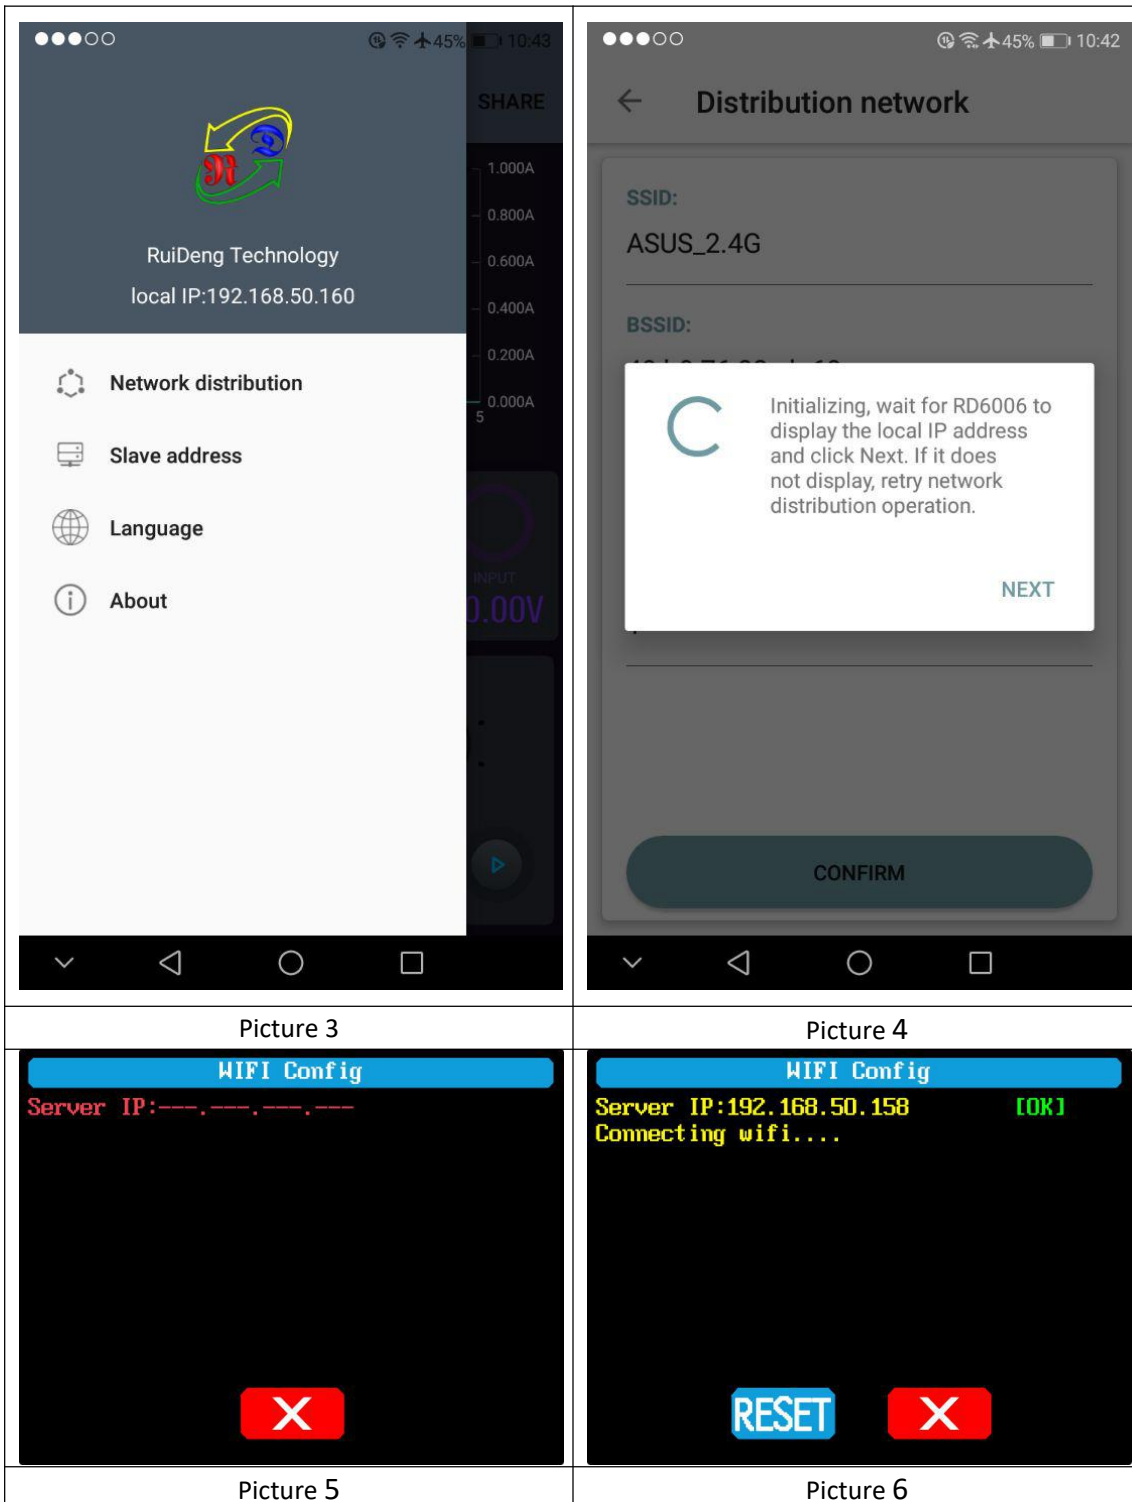 45% 10:43
SHARE
1.000A
0.800A
0.600A
0.400A
0.200A
0.000A
5
RuiDeng Technology
local IP:192.168.50.160
Network distribution
Slave address
Language
About
INPUT
0.00V
Picture 3
45% 10:42
Distribution network
SSID:
ASUS_2.4G
BSSID:
Initializing, wait for RD6006 to
display the local IP address
and click Next. If it does
not display, retry network
distribution operation.
NEXT
CONFIRM
Picture 4
WIFI Config
Server IP:---.---.---.---
X
Picture 5
WIFI Config
Server IP:192.168.50.158 [OK]
Connecting wifi....
RESET X
Picture 6